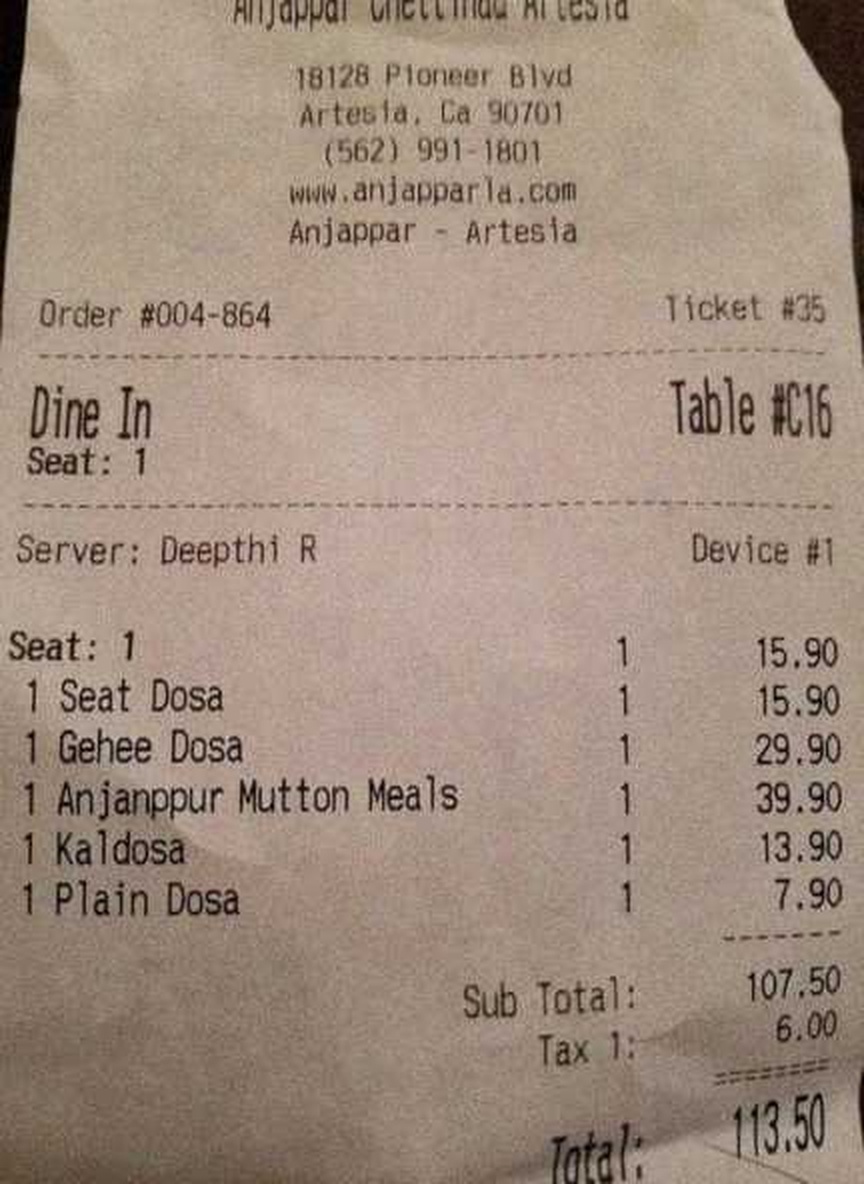 Anjappar Chettinad Artesia
18128 Pioneer Blvd
Artesia, Ca 90701
(562) 991-1801
www.anjapparla.com
Anjappar - Artesia
Order #004-864 Ticket #35
Dine In Table #C16
Seat: 1
Server: Deepthi R Device #1
Seat: 1 1 15.90
1 Seat Dosa 1 15.90
1 Gehee Dosa 1 29.90
1 Anjanppur Mutton Meals 1 39.90
1 Kaldosa 1 13.90
1 Plain Dosa 1 7.90
Sub Total: 107.50
Tax 1: 6.00
Total: 113.50